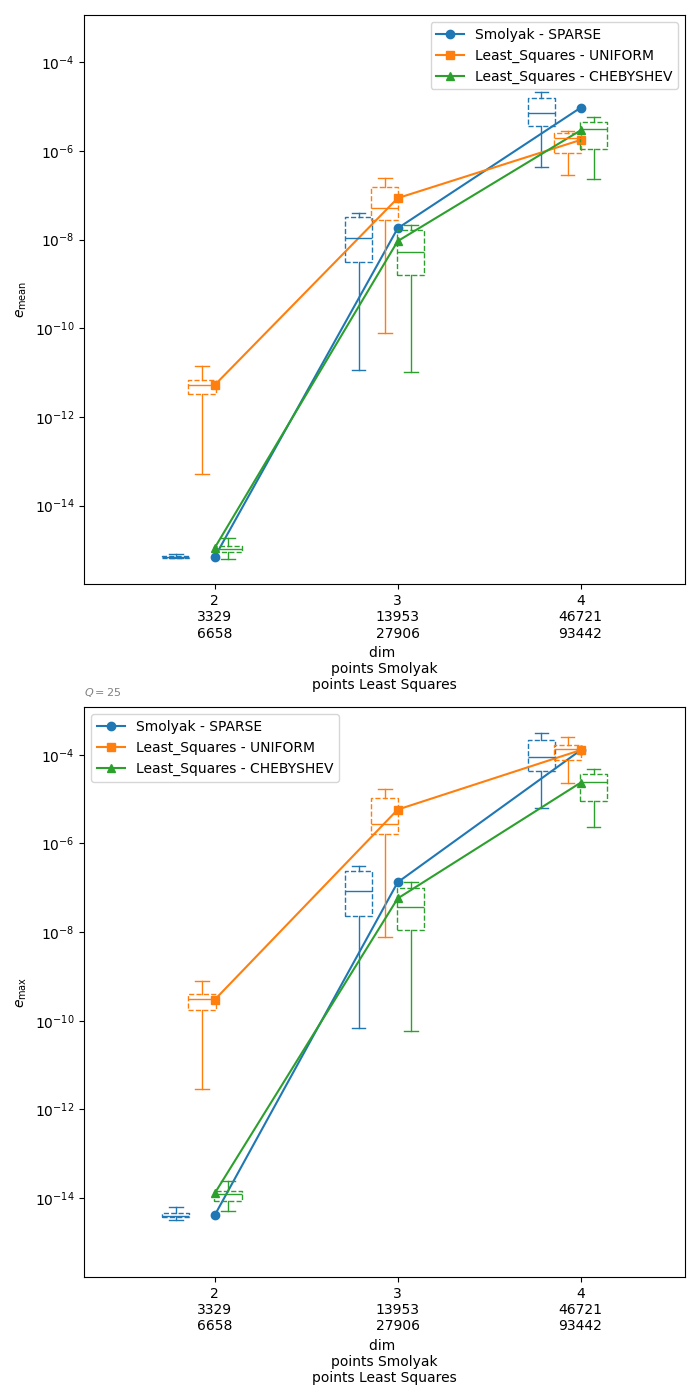 Smolyak - SPARSE
Least_Squares - UNIFORM
Least_Squares - CHEBYSHEV
10⁻⁴
10⁻⁶
10⁻⁸
10⁻¹⁰
10⁻¹²
10⁻¹⁴
e_mean
2 3 4
3329 13953 46721
6658 27906 93442
dim
points Smolyak
points Least Squares
Q = 25
Smolyak - SPARSE
Least_Squares - UNIFORM
Least_Squares - CHEBYSHEV
10⁻⁴
10⁻⁶
10⁻⁸
10⁻¹⁰
10⁻¹²
10⁻¹⁴
e_max
2 3 4
3329 13953 46721
6658 27906 93442
dim
points Smolyak
points Least Squares